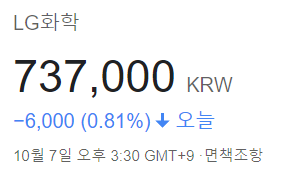 LG화학
737,000 KRW
−6,000 (0.81%) ↓ 오늘
10월 7일 오후 3:30 GMT+9 · 면책조항